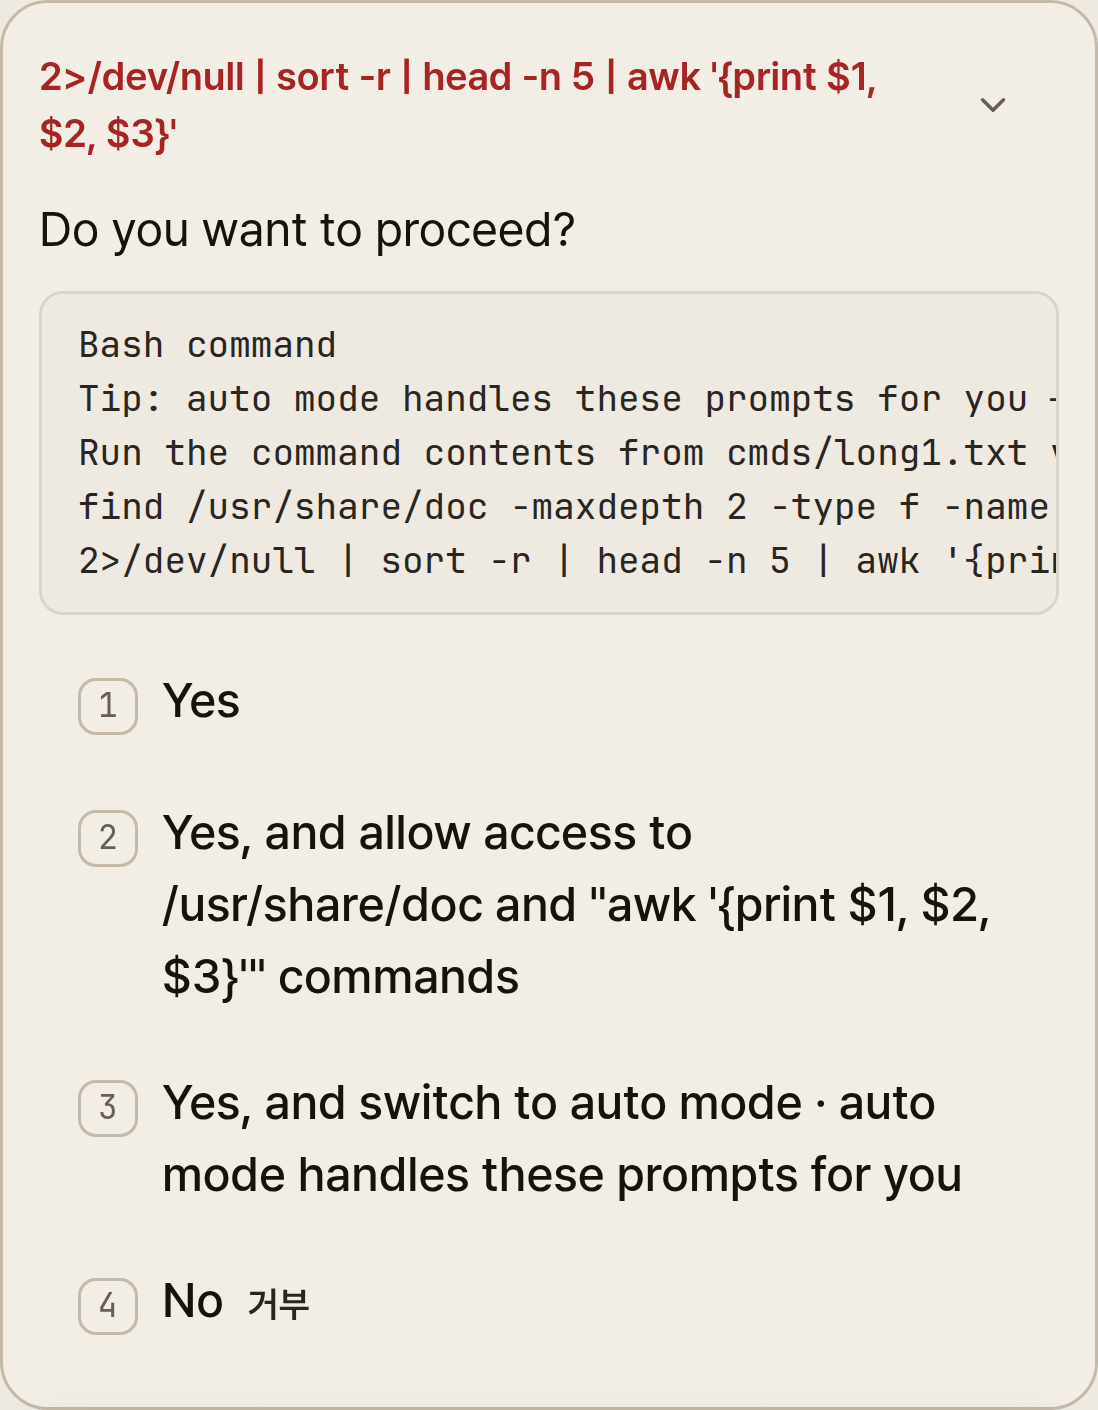 2>/dev/null | sort -r | head -n 5 | awk '{print $1,
$2, $3}'
Do you want to proceed?
Bash command
Tip: auto mode handles these prompts for you
Run the command contents from cmds/long1.txt
find /usr/share/doc -maxdepth 2 -type f -name
2>/dev/null | sort -r | head -n 5 | awk
1 Yes
2 Yes, and allow access to
/usr/share/doc and "awk '{print $1, $2,
$3}'" commands
3 Yes, and switch to auto mode · auto
mode handles these prompts for you
4 No 거부